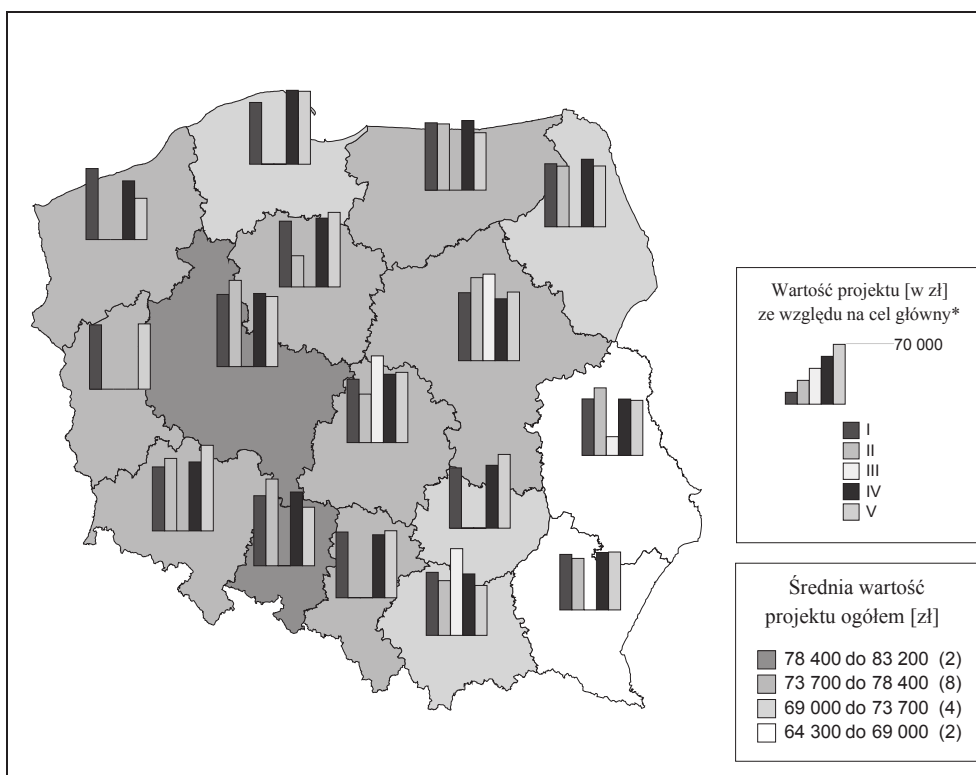 Wartość projektu [w zł]
ze względu na cel główny*
70 000
I
II
III
IV
V
Średnia wartość
projektu ogółem [zł]
78 400 do 83 200 (2)
73 700 do 78 400 (8)
69 000 do 73 700 (4)
64 300 do 69 000 (2)